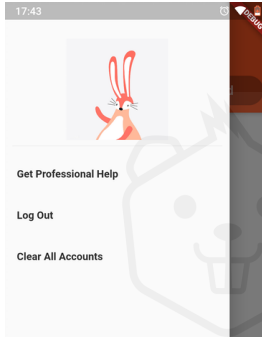 17:43
DEBUG
Get Professional Help
Log Out
Clear All Accounts